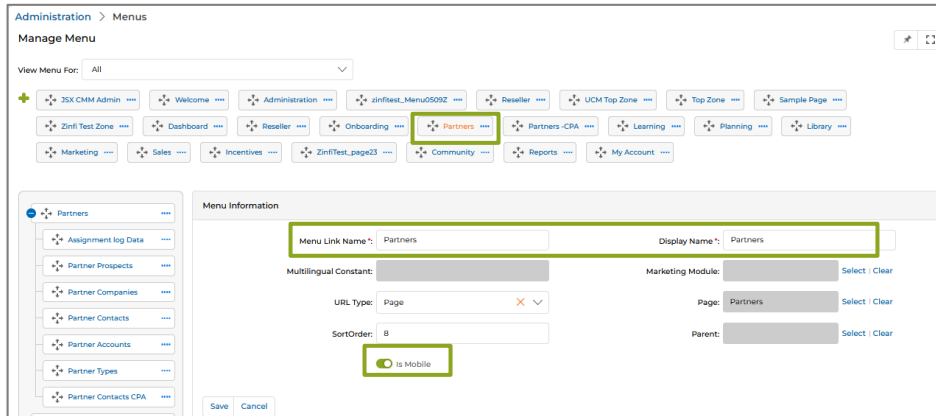 Administration > Menus
Manage Menu
View Menu For: All
JSX CMM Admin Welcome Administration zinfitest_Menu0509Z Reseller UCM Top Zone Top Zone Sample Page
Zinfi Test Zone Dashboard Reseller Onboarding Partners Partners -CPA Learning Planning Library
Marketing Sales Incentives ZinfiTest_page23 Community Reports My Account
Partners
Assignment log Data
Partner Prospects
Partner Companies
Partner Contacts
Partner Accounts
Partner Types
Partner Contacts CPA
Menu Information
Menu Link Name *: Partners Display Name *: Partners
Multilingual Constant: Marketing Module: Select | Clear
URL Type: Page Page: Partners Select | Clear
SortOrder: 8 Parent: Select | Clear
Is Mobile
Save Cancel